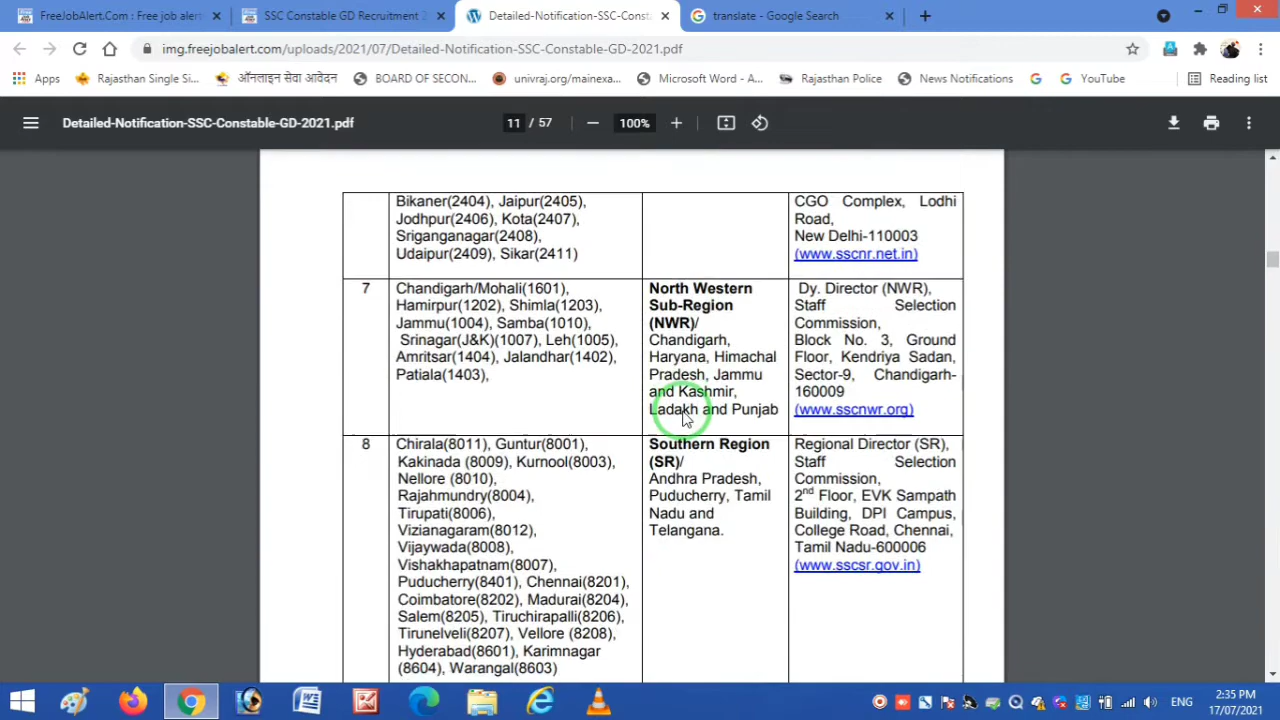 FreeJobAlert.Com : Free job aler
SSC Constable GD Recruitment 2
Detailed-Notification-SSC-Consta
translate - Google Search
img.freejobalert.com/uploads/2021/07/Detailed-Notification-SSC-Constable-GD-2021.pdf
Apps
Rajasthan Single Si...
ऑनलाइन सेवा आवेदन
BOARD OF SECON...
univraj.org/mainexa...
Microsoft Word - A...
Rajasthan Police
News Notifications
YouTube
Reading list
Detailed-Notification-SSC-Constable-GD-2021.pdf
11 / 57
100%
Bikaner(2404), Jaipur(2405),
Jodhpur(2406), Kota(2407),
Sriganganagar(2408),
Udaipur(2409), Sikar(2411)
CGO Complex, Lodhi
Road,
New Delhi-110003
(www.sscnr.net.in)
7
Chandigarh/Mohali(1601),
Hamirpur(1202), Shimla(1203),
Jammu(1004), Samba(1010),
Srinagar(J&K)(1007), Leh(1005),
Amritsar(1404), Jalandhar(1402),
Patiala(1403),
North Western
Sub-Region
(NWR)/
Chandigarh,
Haryana, Himachal
Pradesh, Jammu
and Kashmir,
Ladakh and Punjab
Dy. Director (NWR),
Staff Selection
Commission,
Block No. 3, Ground
Floor, Kendriya Sadan,
Sector-9, Chandigarh-
160009
(www.sscnwr.org)
8
Chirala(8011), Guntur(8001),
Kakinada (8009), Kurnool(8003),
Nellore (8010),
Rajahmundry(8004),
Tirupati(8006),
Vizianagaram(8012),
Vijaywada(8008),
Vishakhapatnam(8007),
Puducherry(8401), Chennai(8201),
Coimbatore(8202), Madurai(8204),
Salem(8205), Tiruchirapalli(8206),
Tirunelveli(8207), Vellore (8208),
Hyderabad(8601), Karimnagar
(8604), Warangal(8603)
Southern Region
(SR)/
Andhra Pradesh,
Puducherry, Tamil
Nadu and
Telangana.
Regional Director (SR),
Staff Selection
Commission,
2nd Floor, EVK Sampath
Building, DPI Campus,
College Road, Chennai,
Tamil Nadu-600006
(www.sscsr.gov.in)
ENG
2:35 PM
17/07/2021